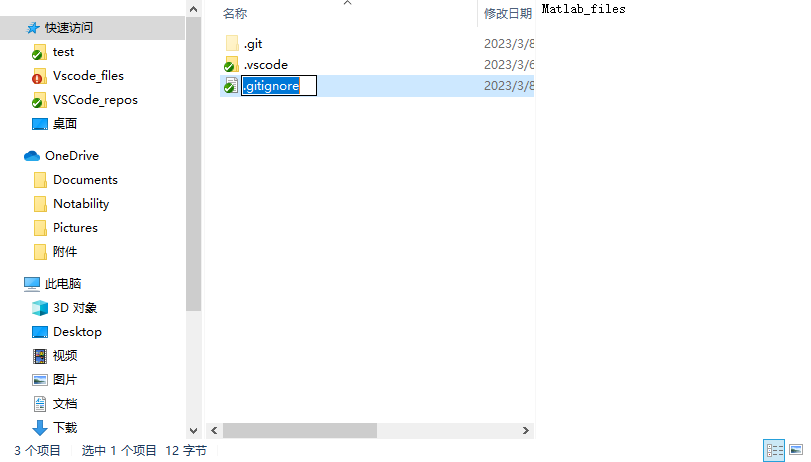 快速访问
test
Vscode_files
VSCode_repos
桌面
OneDrive
Documents
Notability
Pictures
附件
此电脑
3D 对象
Desktop
视频
图片
文档
下载
名称
修改日期
.git
2023/3/8
.vscode
2023/3/6
.gitignore
2023/3/8
Matlab_files
3 个项目
选中 1 个项目
12 字节